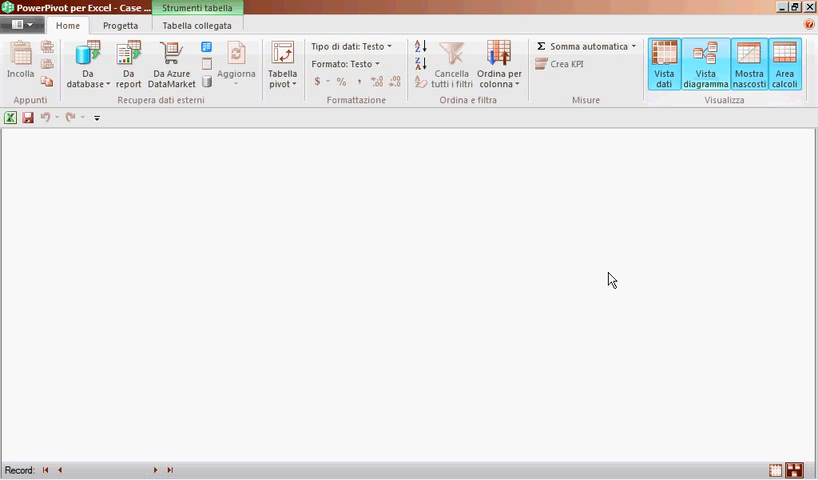 PowerPivot per Excel - Case ...
Strumenti tabella
Home
Progetta
Tabella collegata
Incolla
Appunti
Da database
Da report
Da Azure DataMarket
Aggiorna
Recupera dati esterni
Tabella pivot
Tipo di dati: Testo
Formato: Testo
$ % , ,00 ,00
Formattazione
Cancella tutti i filtri
Ordina per colonna
Ordina e filtra
Σ Somma automatica
Crea KPI
Misure
Vista dati
Vista diagramma
Mostra nascosti
Area calcoli
Visualizza
Record: